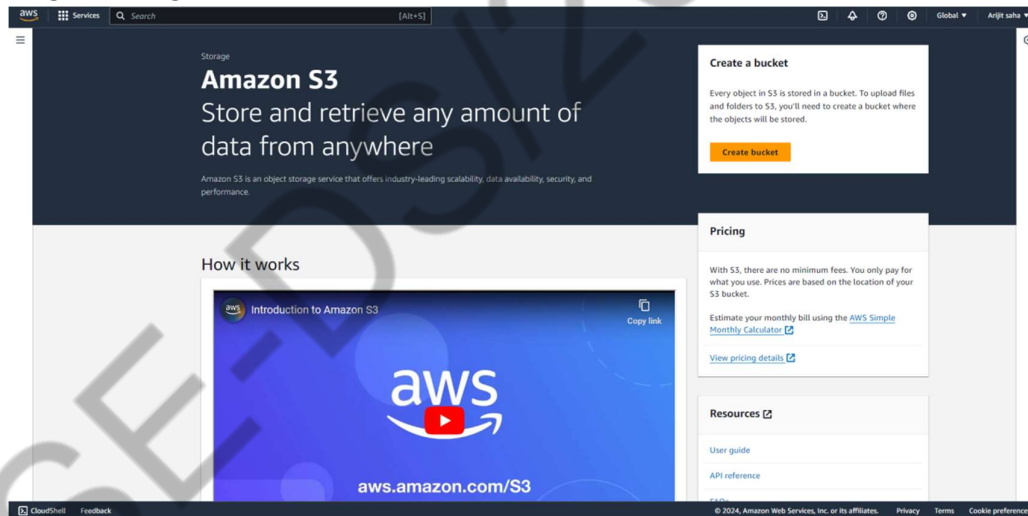 aws
Services
Search
[Alt+S]
Global
Arijit saha
Storage
Amazon S3
Store and retrieve any amount of
data from anywhere
Amazon S3 is an object storage service that offers industry-leading scalability, data availability, security, and
performance.
Create a bucket
Every object in S3 is stored in a bucket. To upload files
and folders to S3, you'll need to create a bucket where
the objects will be stored.
Create bucket
Pricing
With S3, there are no minimum fees. You only pay for
what you use. Prices are based on the location of your
S3 bucket.
Estimate your monthly bill using the AWS Simple
Monthly Calculator
View pricing details
How it works
aws
Introduction to Amazon S3
Copy link
aws
aws.amazon.com/S3
Resources
User guide
API reference
CloudShell
Feedback
© 2024, Amazon Web Services, Inc. or its affiliates.
Privacy
Terms
Cookie preference